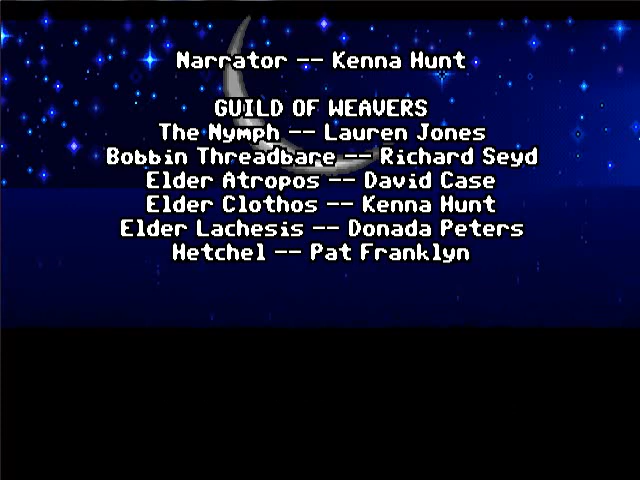 Narrator -- Kenna Hunt
GUILD OF WEAVERS
The Nymph -- Lauren Jones
Bobbin Threadbare -- Richard Seyd
Elder Atropos -- David Case
Elder Clothos -- Kenna Hunt
Elder Lachesis -- Donada Peters
Hetchel -- Pat Franklyn